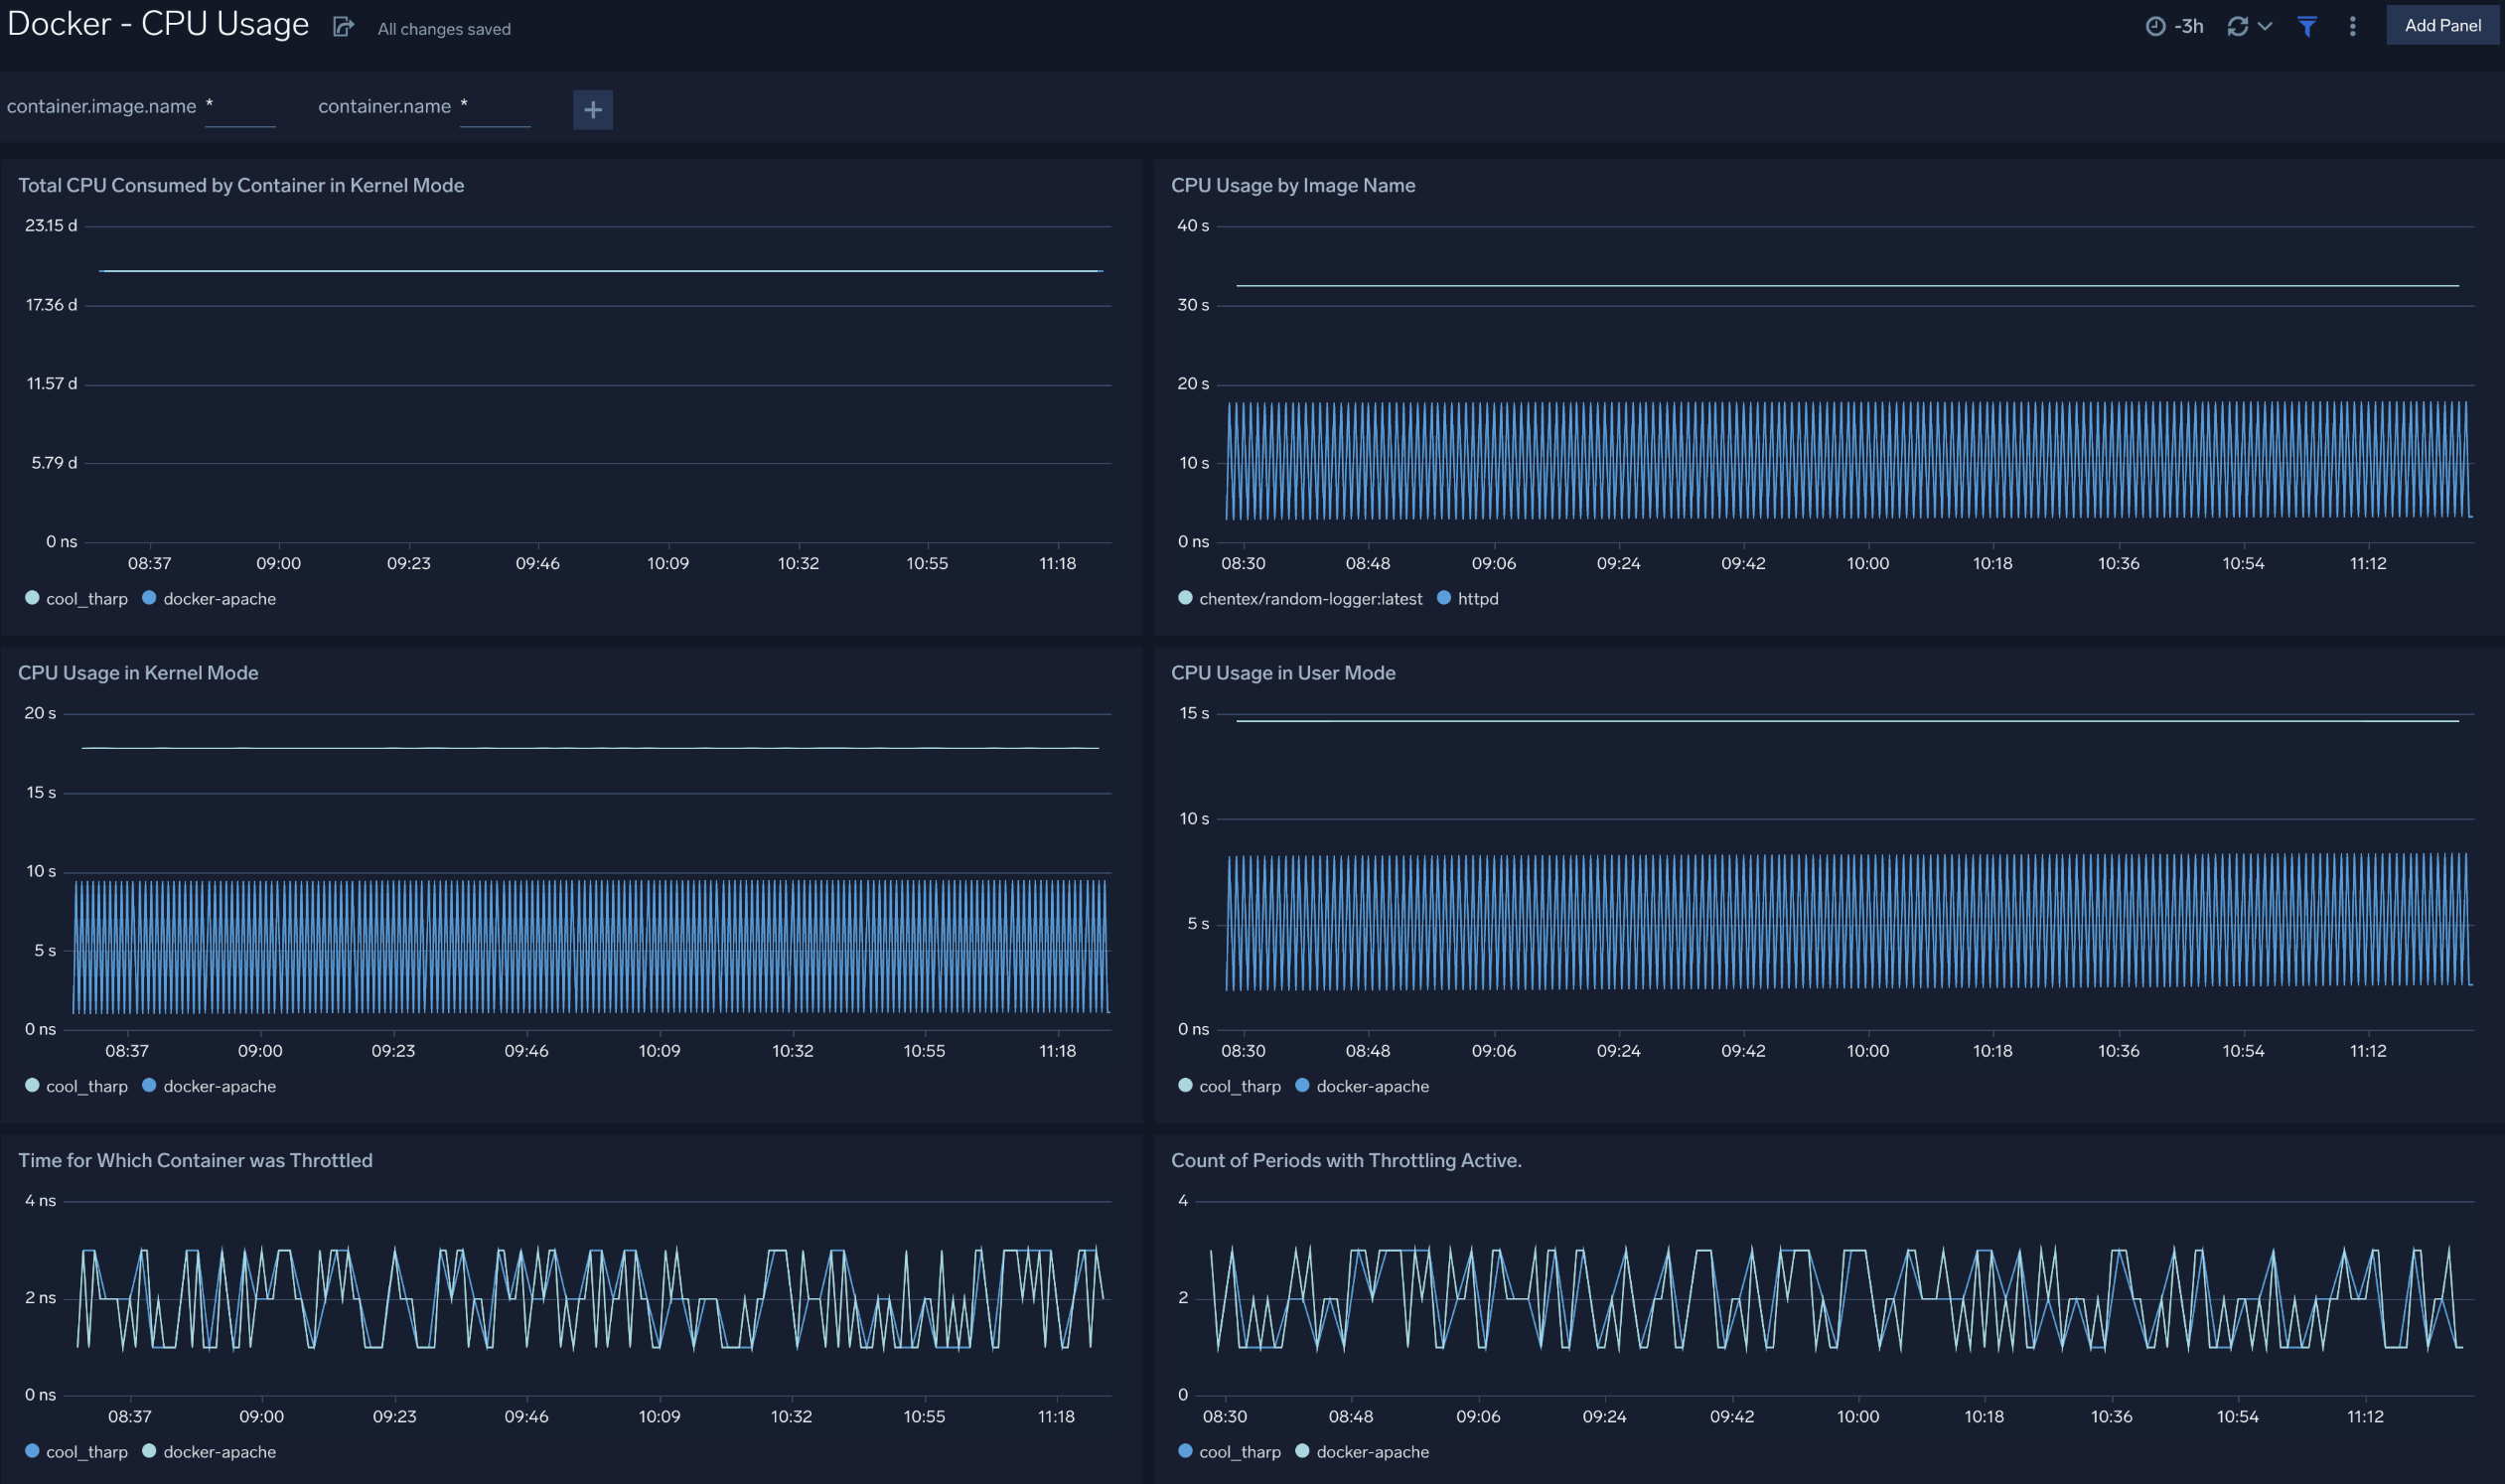 Docker - CPU Usage All changes saved -3h Add Panel
container.image.name * container.name * +
Total CPU Consumed by Container in Kernel Mode
23.15 d
17.36 d
11.57 d
5.79 d
0 ns
08:37 09:00 09:23 09:46 10:09 10:32 10:55 11:18
cool_tharp docker-apache
CPU Usage by Image Name
40 s
30 s
20 s
10 s
0 ns
08:30 08:48 09:06 09:24 09:42 10:00 10:18 10:36 10:54 11:12
chentex/random-logger:latest httpd
CPU Usage in Kernel Mode
20 s
15 s
10 s
5 s
0 ns
08:37 09:00 09:23 09:46 10:09 10:32 10:55 11:18
cool_tharp docker-apache
CPU Usage in User Mode
15 s
10 s
5 s
0 ns
08:30 08:48 09:06 09:24 09:42 10:00 10:18 10:36 10:54 11:12
cool_tharp docker-apache
Time for Which Container was Throttled
4 ns
2 ns
0 ns
08:37 09:00 09:23 09:46 10:09 10:32 10:55 11:18
cool_tharp docker-apache
Count of Periods with Throttling Active.
4
2
0
08:30 08:48 09:06 09:24 09:42 10:00 10:18 10:36 10:54 11:12
cool_tharp docker-apache